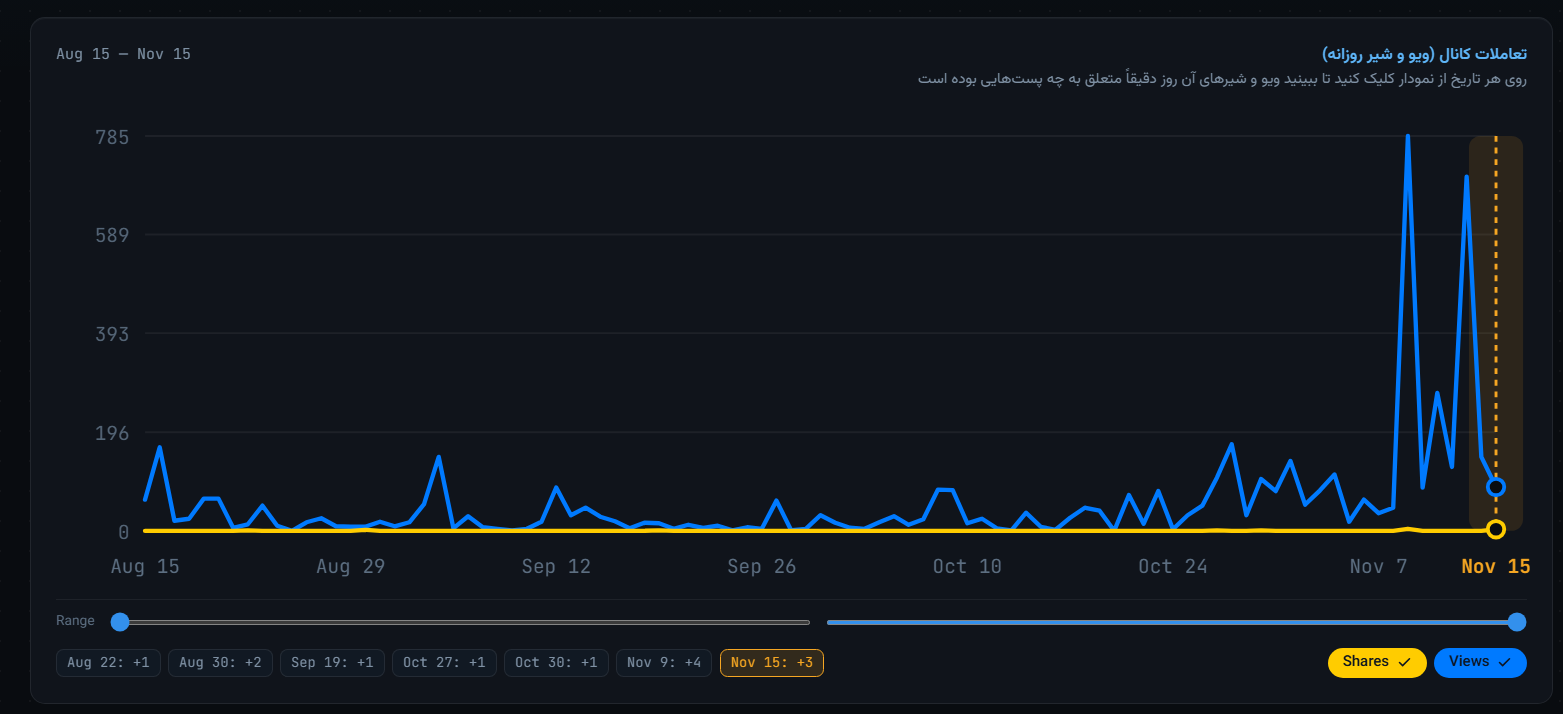 تعاملات کانال (ویو و شیر روزانه)
Aug 15 — Nov 15
روی هر تاریخ از نمودار کلیک کنید تا ببینید ویو و شیرهای آن روز دقیقاً متعلق به چه پست‌هایی بوده است
785
589
393
196
0
Aug 15 Aug 29 Sep 12 Sep 26 Oct 10 Oct 24 Nov 7 Nov 15
Range
Aug 22: +1 Aug 30: +2 Sep 19: +1 Oct 27: +1 Oct 30: +1 Nov 9: +4 Nov 15: +3 Shares ✓ Views ✓